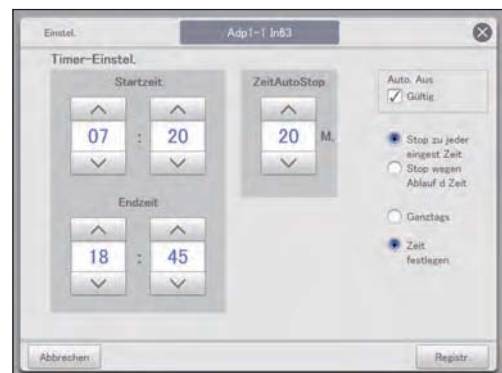 Einstel.
Adp1-1 In63
Timer-Einstel.
Startzeit
07 : 20
Endzeit
18 : 45
ZeitAutoStop
20 M.
Auto. Aus
Gültig
Stop zu jeder
eingest Zeit
Stop wegen
Ablauf d Zeit
Ganztags
Zeit
festlegen
Abbrechen
Registr.